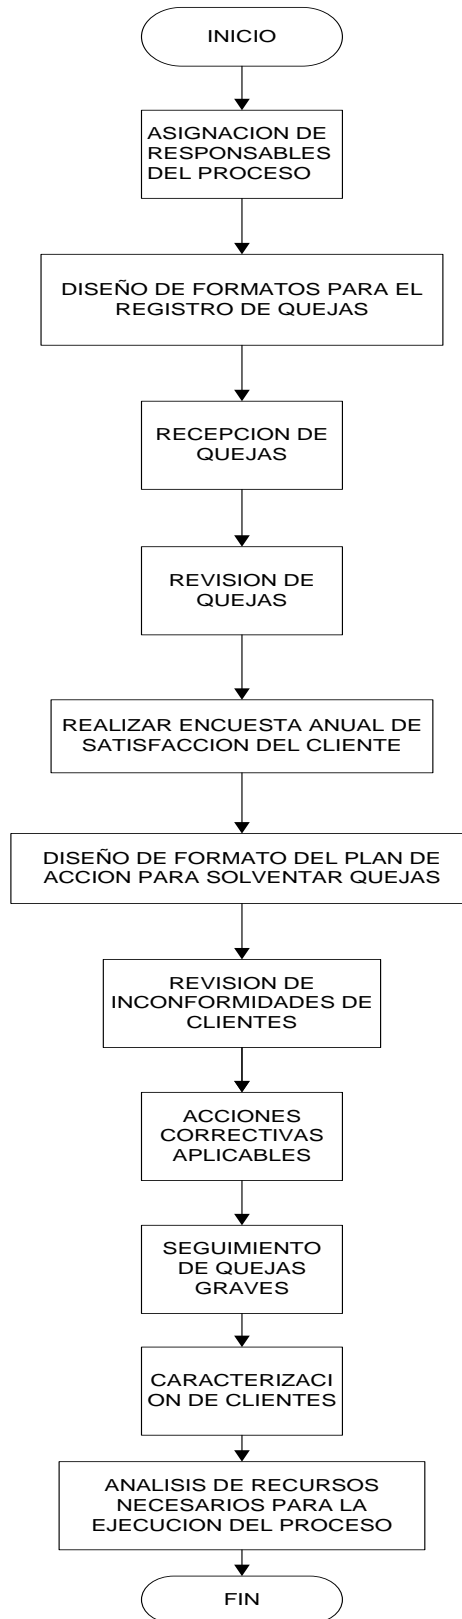 INICIO
ASIGNACION DE
RESPONSABLES
DEL PROCESO
DISEÑO DE FORMATOS PARA EL
REGISTRO DE QUEJAS
RECEPCION DE
QUEJAS
REVISION DE
QUEJAS
REALIZAR ENCUESTA ANUAL DE
SATISFACCION DEL CLIENTE
DISEÑO DE FORMATO DEL PLAN DE
ACCION PARA SOLVENTAR QUEJAS
REVISION DE
INCONFORMIDADES DE
CLIENTES
ACCIONES
CORRECTIVAS
APLICABLES
SEGUIMIENTO
DE QUEJAS
GRAVES
CARACTERIZACI
ON DE CLIENTES
ANALISIS DE RECURSOS
NECESARIOS PARA LA
EJECUCION DEL PROCESO
FIN